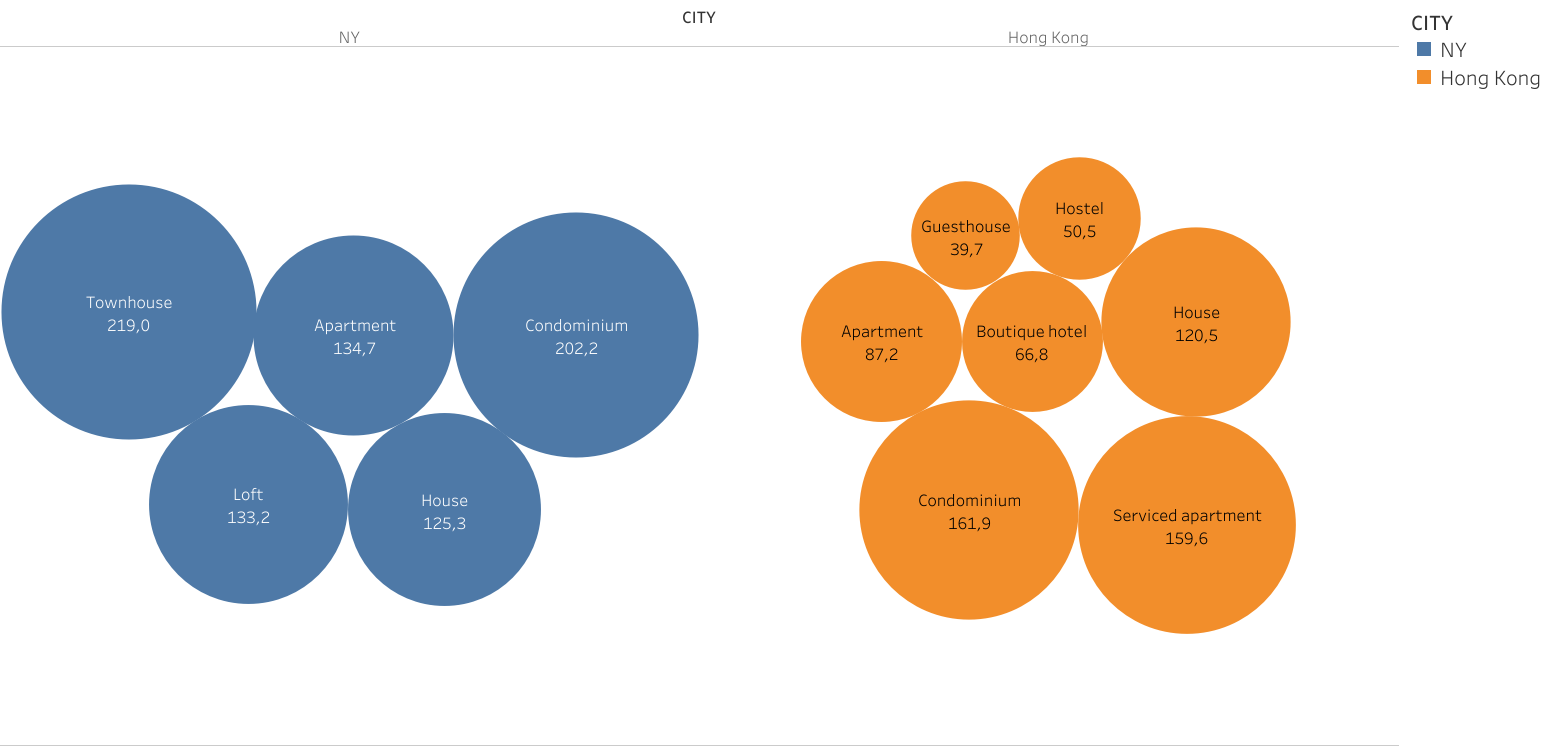 CITY
NY
Hong Kong
CITY
NY
Hong Kong
Townhouse
219,0
Apartment
134,7
Condominium
202,2
Loft
133,2
House
125,3
Guesthouse
39,7
Hostel
50,5
Apartment
87,2
Boutique hotel
66,8
House
120,5
Condominium
161,9
Serviced apartment
159,6